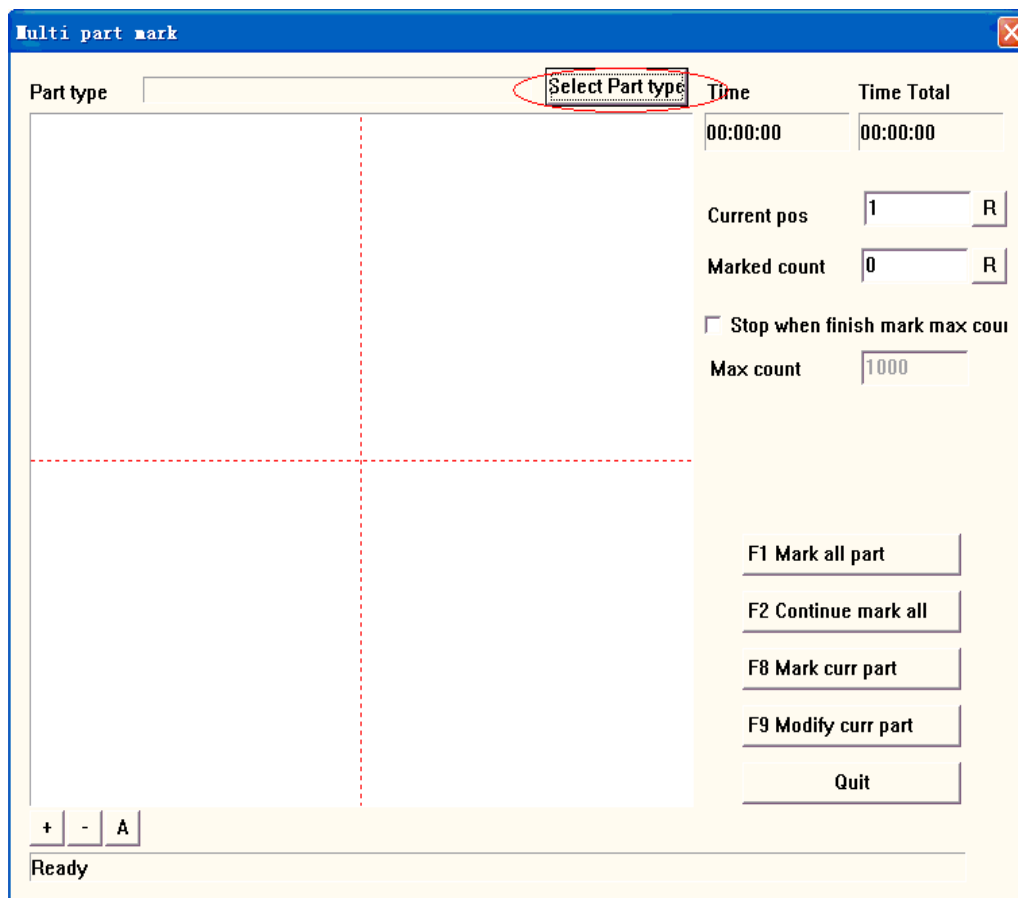 Multi part mark
Part type
Select Part type
Time
Time Total
00:00:00
00:00:00
Current pos
1
R
Marked count
0
R
Stop when finish mark max cou
Max count
1000
F1 Mark all part
F2 Continue mark all
F8 Mark curr part
F9 Modify curr part
Quit
+
-
A
Ready